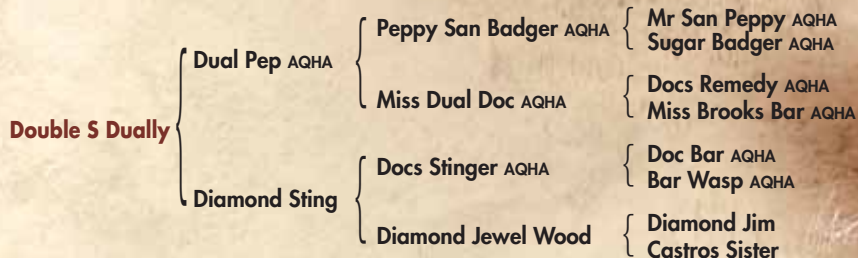 Mr San Peppy AQHA
Peppy San Badger AQHA
Sugar Badger AQHA
Dual Pep AQHA
Docs Remedy AQHA
Miss Dual Doc AQHA
Miss Brooks Bar AQHA
Double S Dually
Doc Bar AQHA
Docs Stinger AQHA
Bar Wasp AQHA
Diamond Sting
Diamond Jim
Diamond Jewel Wood
Castros Sister